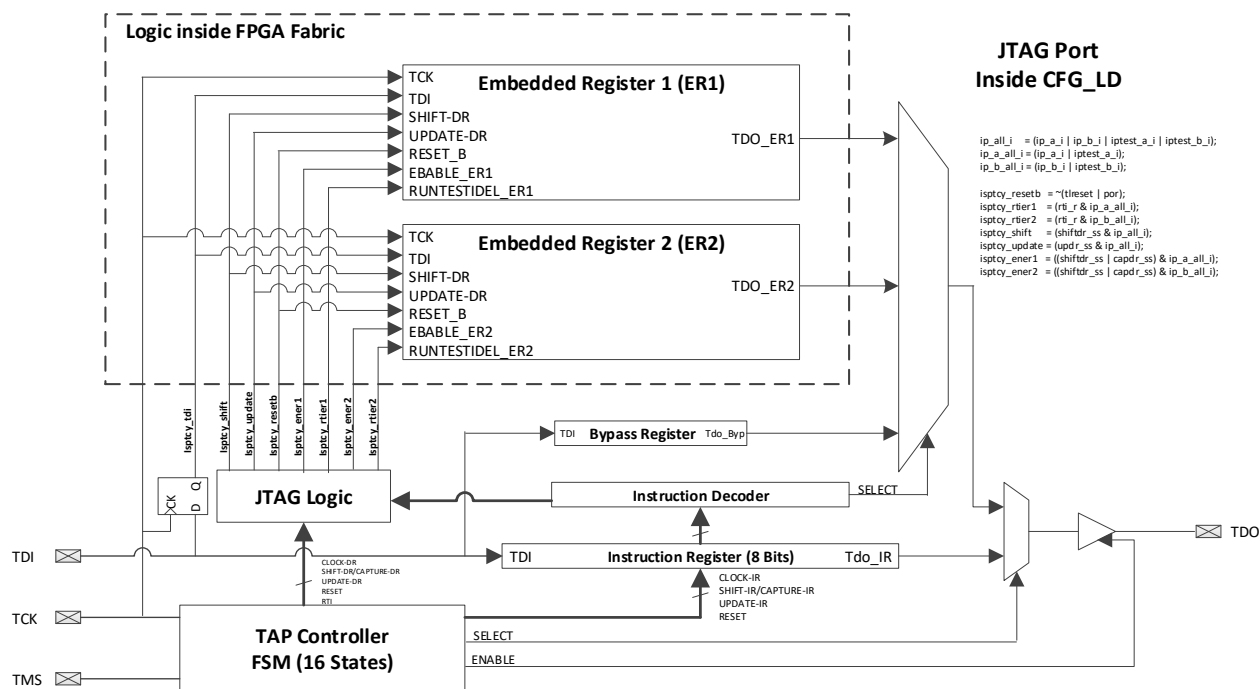 Logic inside FPGA Fabric
JTAG Port
Inside CFG_LD
TCK
TDI
SHIFT-DR
UPDATE-DR
RESET_B
EBABLE_ER1
RUNTESTIDEL_ER1
Embedded Register 1 (ER1)
TDO_ER1
ip_all_i = (ip_a_i | ip_b_i | iptest_a_i | iptest_b_i);
ip_a_all_i = (ip_a_i | iptest_a_i);
ip_b_all_i = (ip_b_i | iptest_b_i);
isptcy_resetb = ~(tlreset | por);
isptcy_rtier1 = (rti_r & ip_a_all_i);
isptcy_rtier2 = (rti_r & ip_b_all_i);
isptcy_shift = (shiftdr_ss & ip_all_i);
isptcy_update = (updr_ss & ip_all_i);
isptcy_ener1 = ((shiftdr_ss | capdr_ss) & ip_a_all_i);
isptcy_ener2 = ((shiftdr_ss | capdr_ss) & ip_b_all_i);
TCK
TDI
SHIFT-DR
UPDATE-DR
RESET_B
EBABLE_ER2
RUNTESTIDEL_ER2
Embedded Register 2 (ER2)
TDO_ER2
Isptcy_tdi
Isptcy_shift
Isptcy_update
Isptcy_resetb
Isptcy_ener1
Isptcy_rtier1
Isptcy_ener2
Isptcy_rtier2
TDI
Bypass Register
Tdo_Byp
CK
D Q
JTAG Logic
Instruction Decoder
SELECT
TDI
TDI
Instruction Register (8 Bits)
Tdo_IR
TDO
CLOCK-DR
SHIFT-DR/CAPTURE-DR
UPDATE-DR
RESET
RTI
CLOCK-IR
SHIFT-IR/CAPTURE-IR
UPDATE-IR
RESET
TCK
TAP Controller
FSM (16 States)
SELECT
ENABLE
TMS